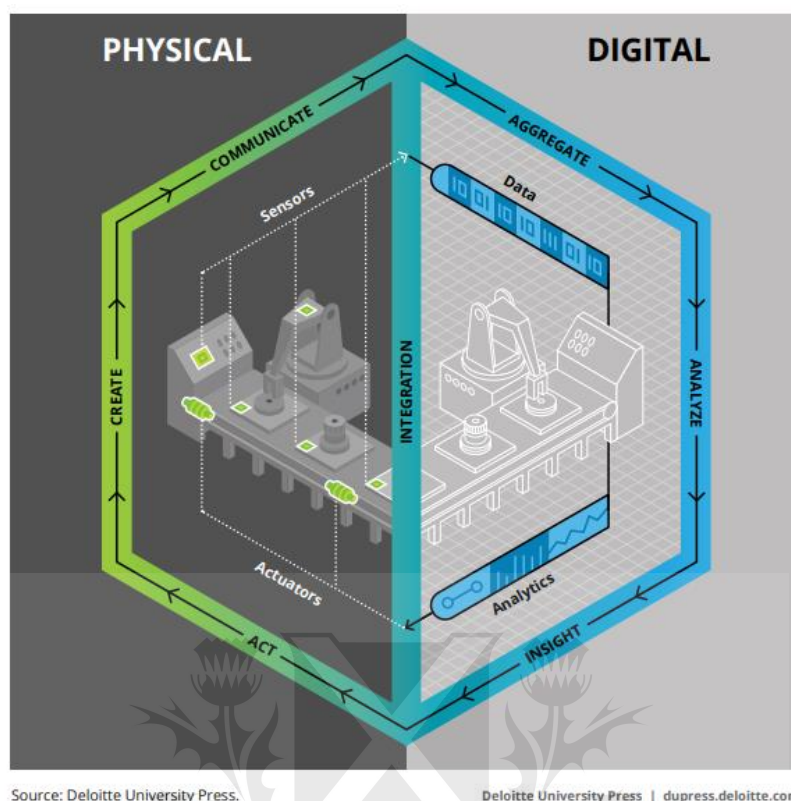 PHYSICAL
DIGITAL
COMMUNICATE
AGGREGATE
Sensors
Data
10 01 10 10 111 01 10
CREATE
INTEGRATION
ANALYZE
Actuators
Analytics
ACT
INSIGHT
Source: Deloitte University Press.
Deloitte University Press | dupress.deloitte.com